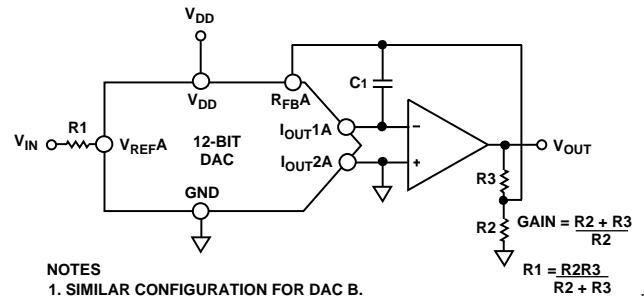 VDD
VDD
RFBA
C1
R1
VIN
VREFA
12-BIT
DAC
IOUT1A
IOUT2A
GND
−
+
VOUT
R3
R2
GAIN = R2 + R3
R2
R1 = R2R3
R2 + R3
NOTES
1. SIMILAR CONFIGURATION FOR DAC B.